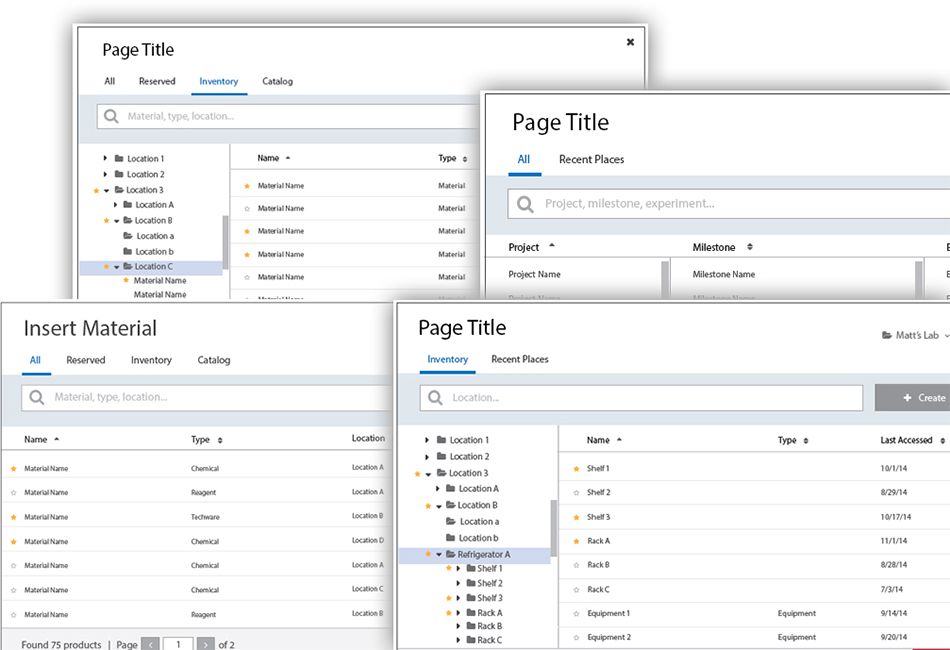 Page Title
All Reserved Inventory Catalog
Material, type, location...
Location 1
Location 2
Location 3
Location A
Location B
Location a
Location b
Location C
Material Name
Material Name
Name Type
Material Name Material
Material Name Material
Material Name Material
Material Name Material
Material Name Material
Page Title
All Recent Places
Project, milestone, experiment...
Project Milestone E
Project Name Milestone Name
Project Name Milestone Name
Insert Material
All Reserved Inventory Catalog
Material, type, location...
Name Type Location
Material Name Chemical Location A
Material Name Reagent Location A
Material Name Techware Location B
Material Name Chemical Location D
Material Name Chemical Location A
Material Name Chemical Location C
Material Name Reagent Location B
Found 75 products | Page < 1 > of 2
Page Title
Matt's Lab
Inventory Recent Places
Location...
+ Create
Location 1
Location 2
Location 3
Location A
Location B
Location a
Location b
Refrigerator A
Shelf 1
Shelf 2
Shelf 3
Rack A
Rack B
Rack C
Name Type Last Accessed
Shelf 1 10/1/14
Shelf 2 8/29/14
Shelf 3 10/17/14
Rack A 11/1/14
Rack B 8/28/14
Rack C 7/3/14
Equipment 1 Equipment 9/14/14
Equipment 2 Equipment 9/20/14